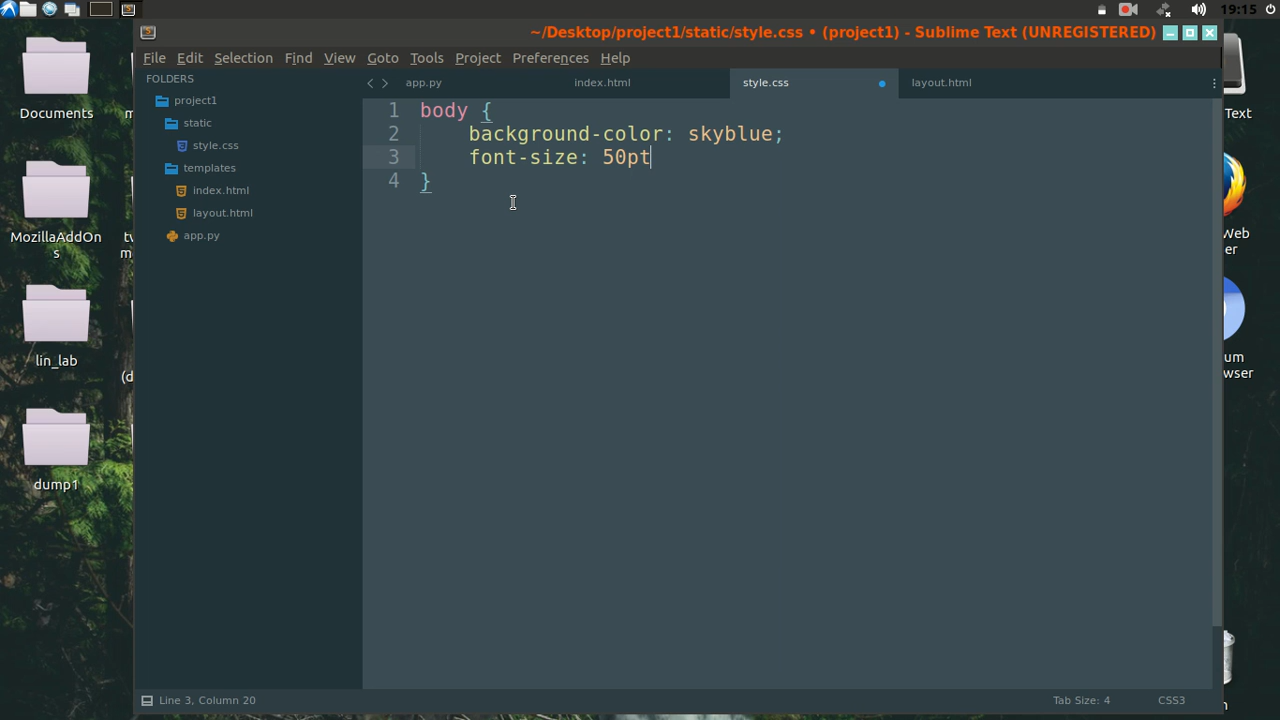 19:15
~/Desktop/project1/static/style.css • (project1) - Sublime Text (UNREGISTERED)
File Edit Selection Find View Goto Tools Project Preferences Help
FOLDERS
project1
static
style.css
templates
index.html
layout.html
app.py
app.py index.html style.css layout.html
1 body {
2 background-color: skyblue;
3 font-size: 50pt
4 }
Line 3, Column 20
Tab Size: 4 CSS3
Documents
MozillaAddOn
s
lin_lab
dump1
Text
Web
er
um
wser